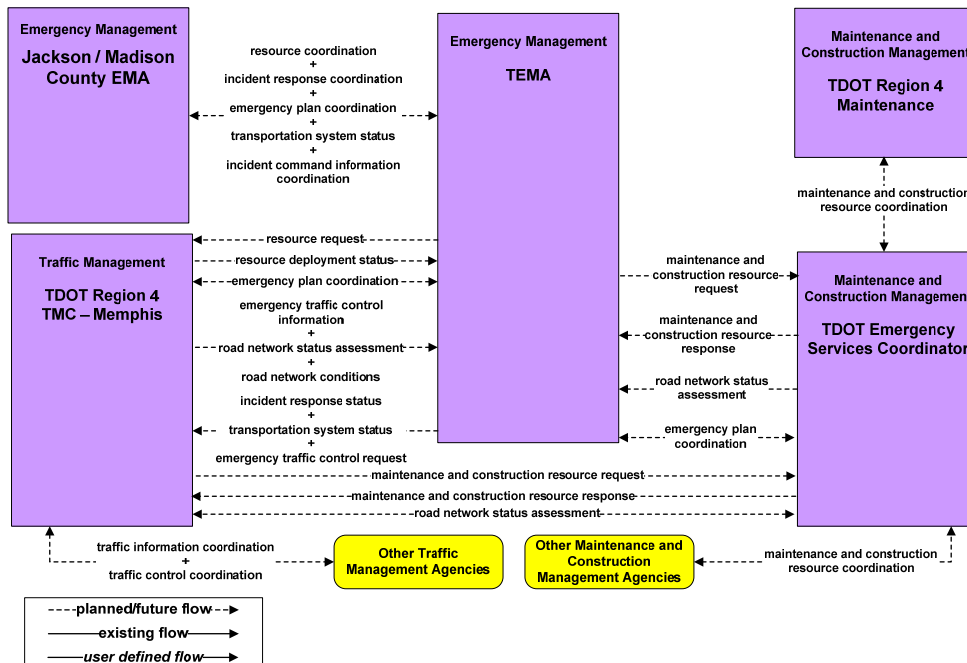 Emergency Management
Jackson / Madison
County EMA
resource coordination
+
incident response coordination
+
emergency plan coordination
+
transportation system status
+
incident command information
coordination
Emergency Management
TEMA
Maintenance and
Construction Management
TDOT Region 4
Maintenance
maintenance and construction
resource coordination
Traffic Management
TDOT Region 4
TMC – Memphis
resource request
resource deployment status
emergency plan coordination
emergency traffic control
information
+
road network status assessment
+
road network conditions
incident response status
+
transportation system status
+
emergency traffic control request
maintenance and
construction resource
request
maintenance and
construction resource
response
road network status
assessment
emergency plan
coordination
Maintenance and
Construction Management
TDOT Emergency
Services Coordinator
maintenance and construction resource request
maintenance and construction resource response
road network status assessment
traffic information coordination
+
traffic control coordination
Other Traffic
Management Agencies
Other Maintenance and
Construction
Management Agencies
maintenance and construction
resource coordination
planned/future flow
existing flow
user defined flow